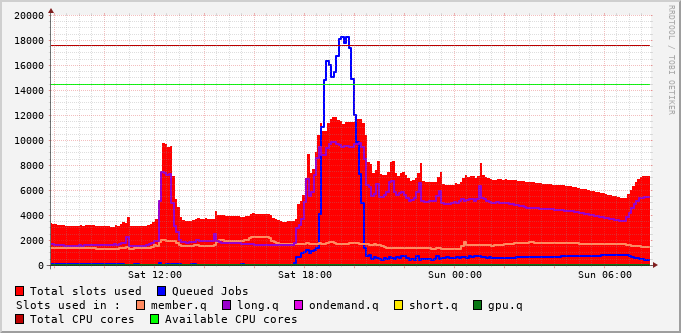 20000
18000
16000
14000
12000
10000
8000
6000
4000
2000
0
Sat 12:00 Sat 18:00 Sun 00:00 Sun 06:00
RRDTOOL / TOBI OETIKER
Total slots used Queued Jobs
Slots used in : member.q long.q ondemand.q short.q gpu.q
Total CPU cores Available CPU cores